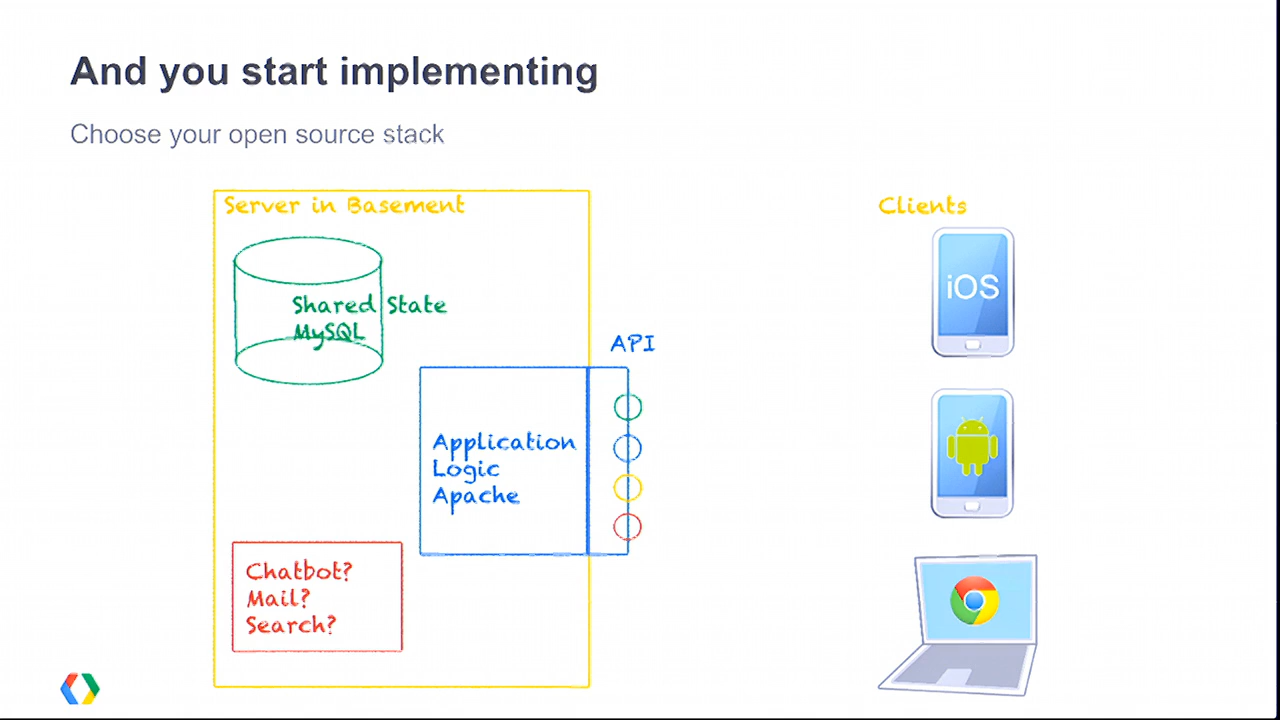 And you start implementing
Choose your open source stack
Server in Basement
Shared State
MySQL
API
Application
Logic
Apache
Chatbot?
Mail?
Search?
Clients
iOS